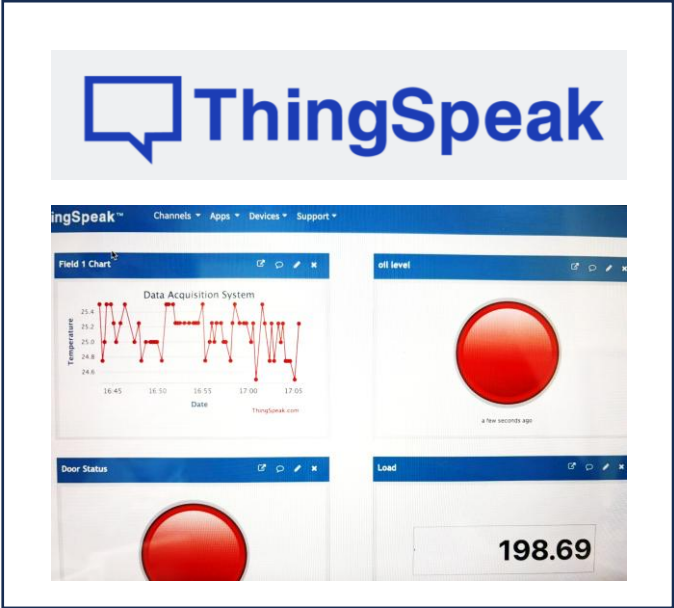 ThingSpeak
ingSpeak™ Channels Apps Devices Support
Field 1 Chart
Data Acquisition System
Temperature
25.4
25.2
25.0
24.8
24.6
16:45 16:50 16:55 17:00 17:05
Date
ThingSpeak.com
oil level
a few seconds ago
Door Status
Load
198.69